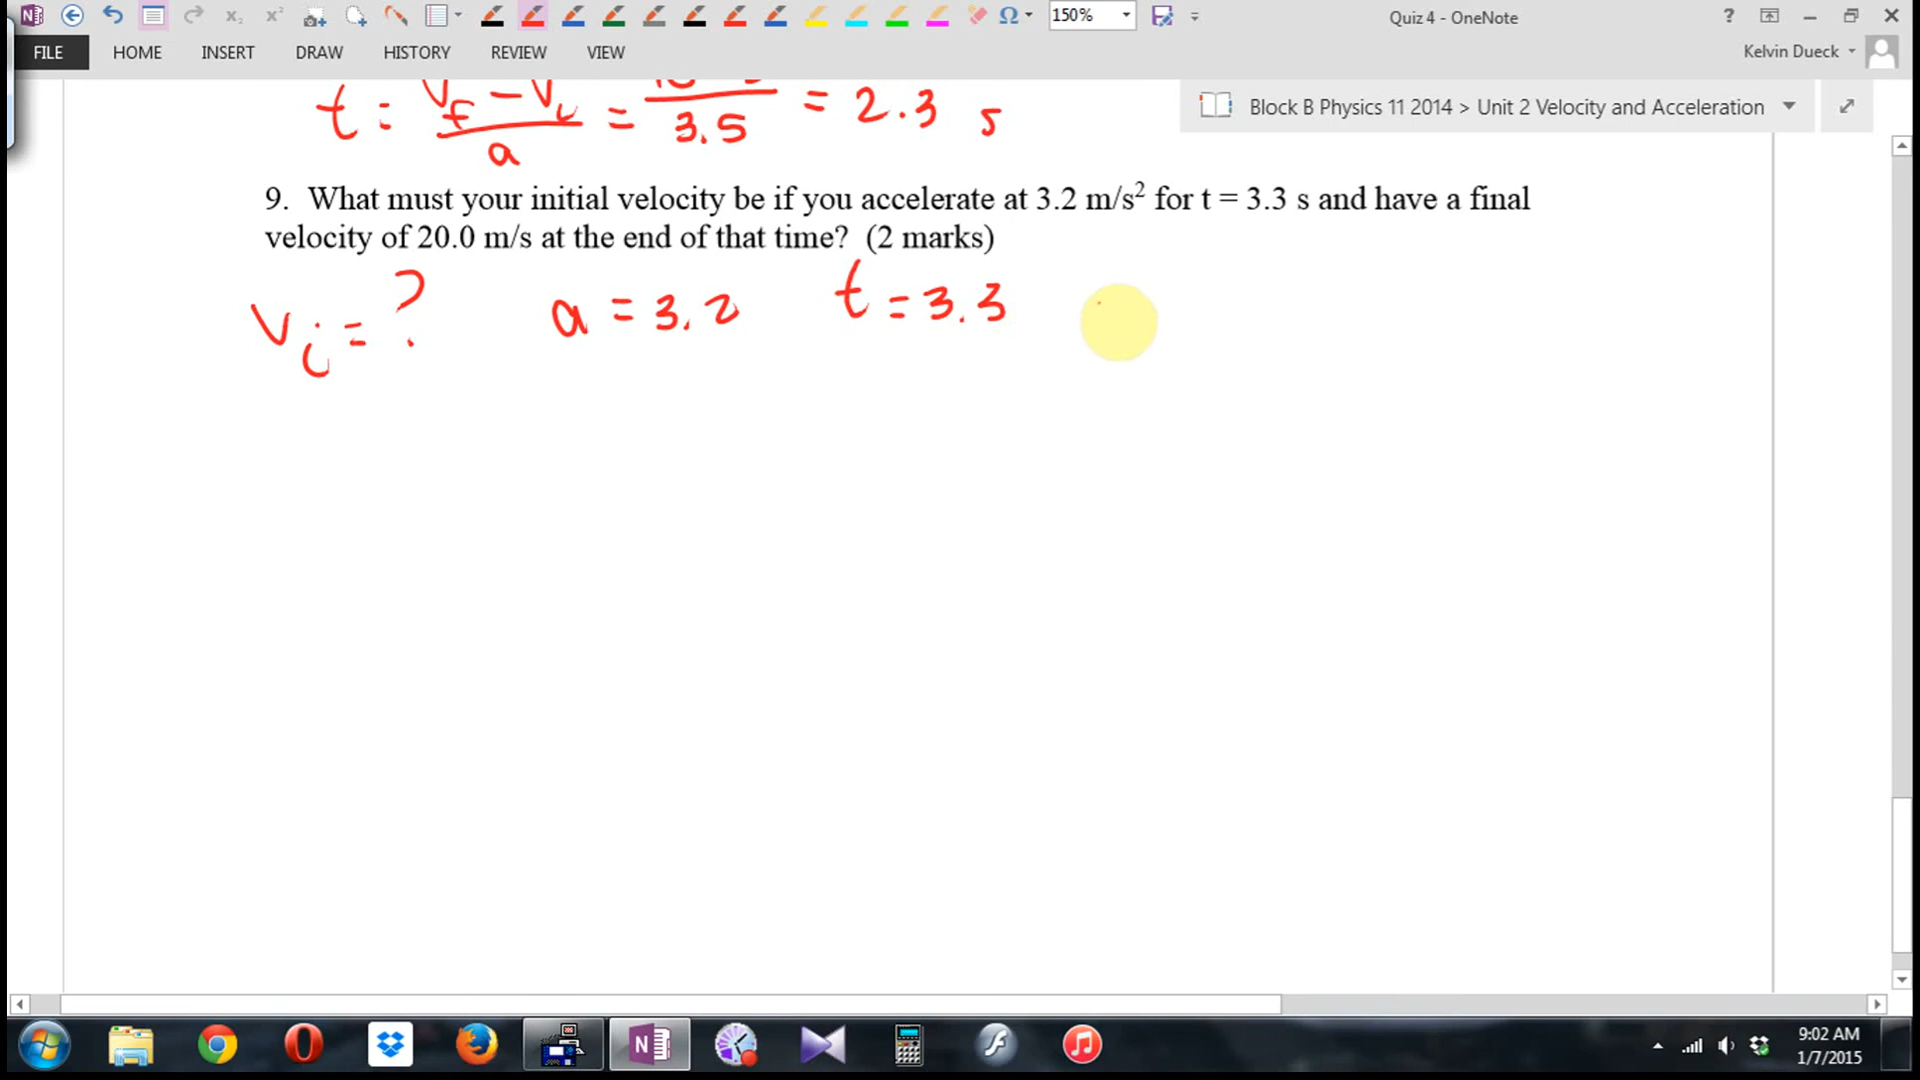 150%
Quiz 4 - OneNote
FILE HOME INSERT DRAW HISTORY REVIEW VIEW
Kelvin Dueck
Block B Physics 11 2014 > Unit 2 Velocity and Acceleration
t = vf - vi / a = / 3.5 = 2.3 s
9. What must your initial velocity be if you accelerate at 3.2 m/s² for t = 3.3 s and have a final
velocity of 20.0 m/s at the end of that time? (2 marks)
vi = ? a = 3.2 t = 3.3
9:02 AM
1/7/2015